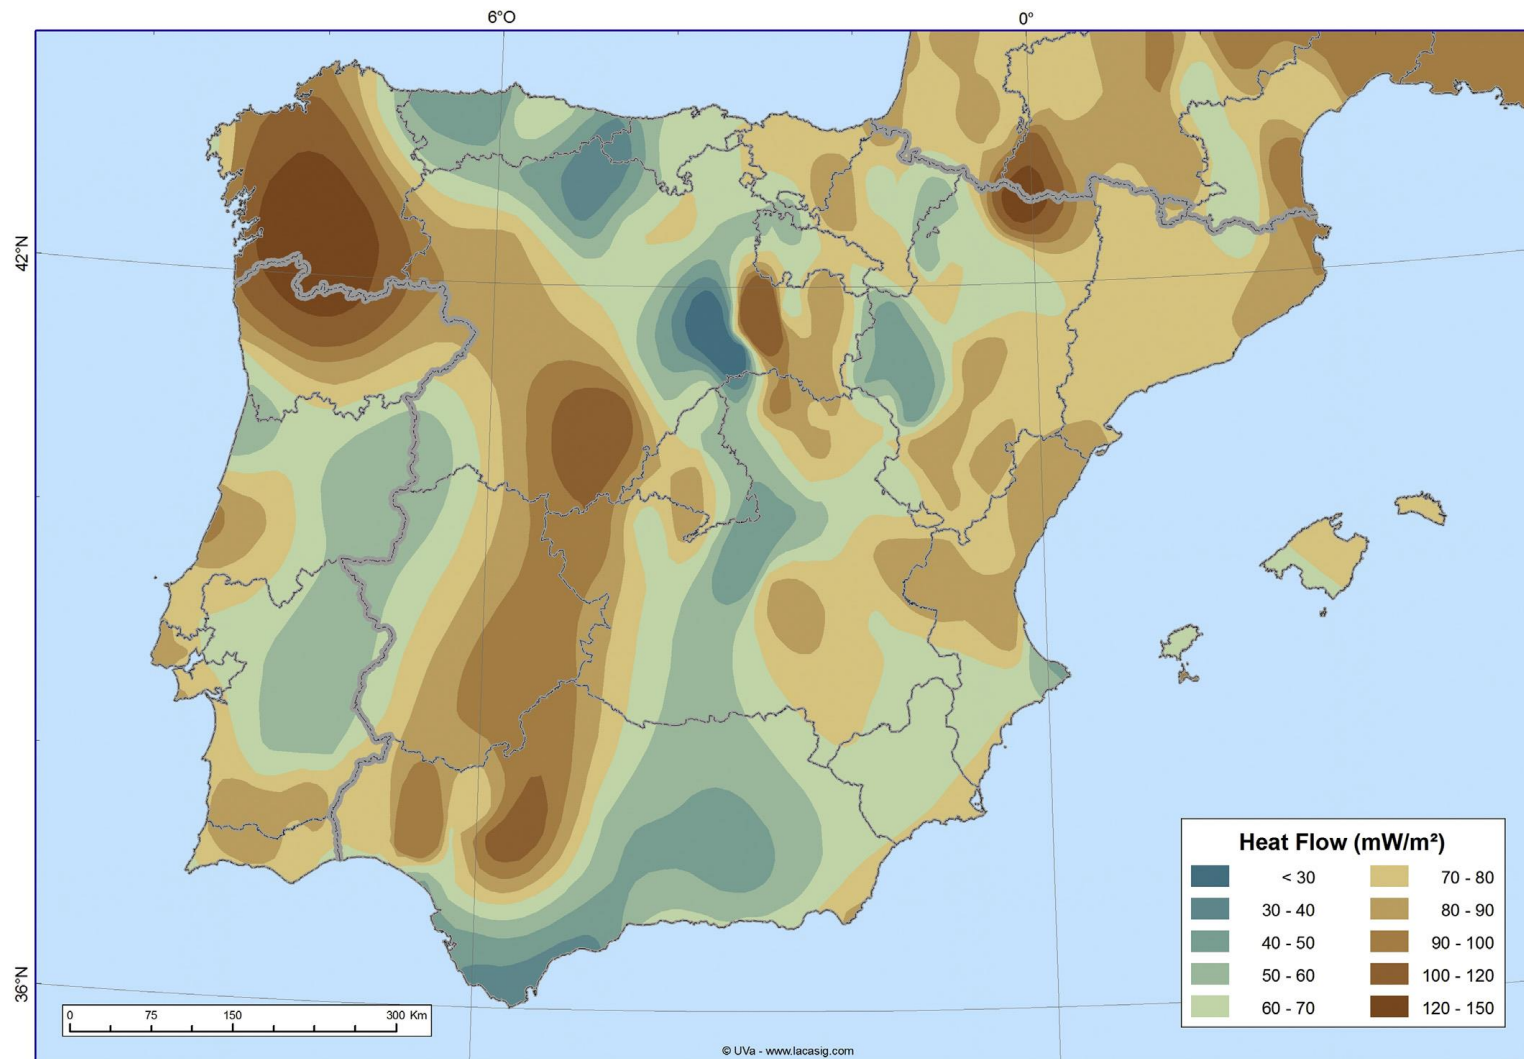 6°O
0°
42°N
36°N
Heat Flow (mW/m²)
< 30
70 - 80
30 - 40
80 - 90
40 - 50
90 - 100
50 - 60
100 - 120
60 - 70
120 - 150
0 75 150 300 Km
© UVa - www.lacasig.com